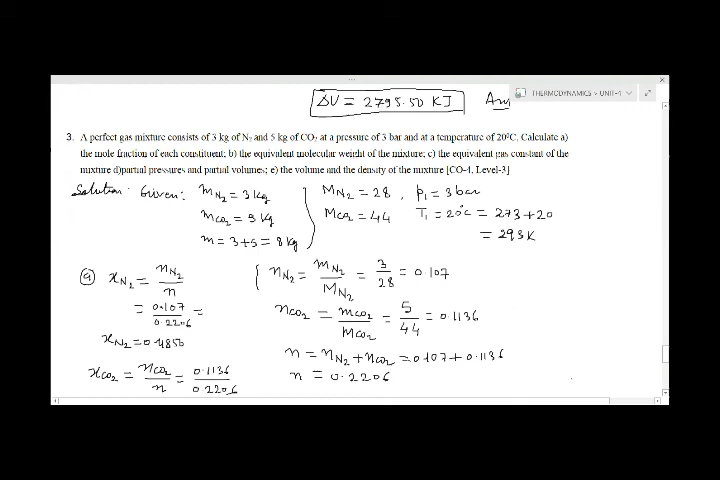 ΔU = 2795.50 KJ Ans
THERMODYNAMICS > UNIT-4
3. A perfect gas mixture consists of 3 kg of N₂ and 5 kg of CO₂ at a pressure of 3 bar and at a temperature of 20⁰C. Calculate a)
the mole fraction of each constituent; b) the equivalent molecular weight of the mixture; c) the equivalent gas constant of the
mixture d)partial pressures and partial volumes; e) the volume and the density of the mixture [CO-4, Level-3]
Solution: Given: m_N₂ = 3 kg
m_CO₂ = 5 kg
m = 3+5 = 8 kg
M_N₂ = 28, P₁ = 3 bar
M_CO₂ = 44 T₁ = 20°C = 273+20
= 293 K
(a) x_N₂ = n_N₂ / n
= 0.107 / 0.2206 =
x_N₂ = 0.4850
x_CO₂ = n_CO₂ / n = 0.1136 / 0.2206
n_N₂ = m_N₂ / M_N₂ = 3 / 28 = 0.107
n_CO₂ = m_CO₂ / M_CO₂ = 5 / 44 = 0.1136
n = n_N₂ + n_CO₂ = 0.107 + 0.1136
n = 0.2206